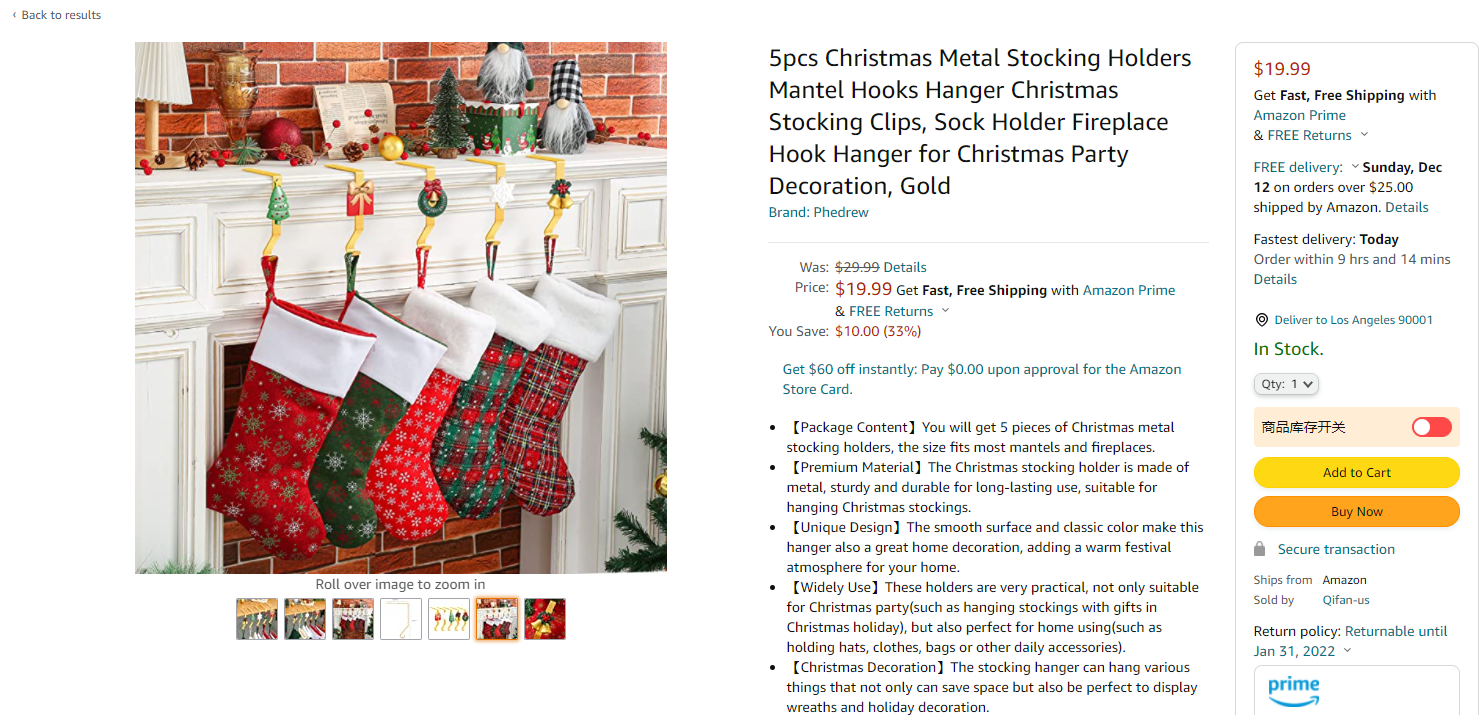 ‹ Back to results
5pcs Christmas Metal Stocking Holders
Mantel Hooks Hanger Christmas
Stocking Clips, Sock Holder Fireplace
Hook Hanger for Christmas Party
Decoration, Gold
Brand: Phedrew
Was: $29.99 Details
Price: $19.99 Get Fast, Free Shipping with Amazon Prime
& FREE Returns
You Save: $10.00 (33%)
Get $60 off instantly: Pay $0.00 upon approval for the Amazon
Store Card.
• 【Package Content】You will get 5 pieces of Christmas metal
stocking holders, the size fits most mantels and fireplaces.
• 【Premium Material】The Christmas stocking holder is made of
metal, sturdy and durable for long-lasting use, suitable for
hanging Christmas stockings.
• 【Unique Design】The smooth surface and classic color make this
hanger also a great home decoration, adding a warm festival
atmosphere for your home.
• 【Widely Use】These holders are very practical, not only suitable
for Christmas party(such as hanging stockings with gifts in
Christmas holiday), but also perfect for home using(such as
holding hats, clothes, bags or other daily accessories).
• 【Christmas Decoration】The stocking hanger can hang various
things that not only can save space but also be perfect to display
wreaths and holiday decoration.
Roll over image to zoom in
$19.99
Get Fast, Free Shipping with
Amazon Prime
& FREE Returns
FREE delivery: Sunday, Dec
12 on orders over $25.00
shipped by Amazon. Details
Fastest delivery: Today
Order within 9 hrs and 14 mins
Details
Deliver to Los Angeles 90001
In Stock.
Qty: 1
商品库存开关
Add to Cart
Buy Now
Secure transaction
Ships from Amazon
Sold by Qifan-us
Return policy: Returnable until
Jan 31, 2022
prime